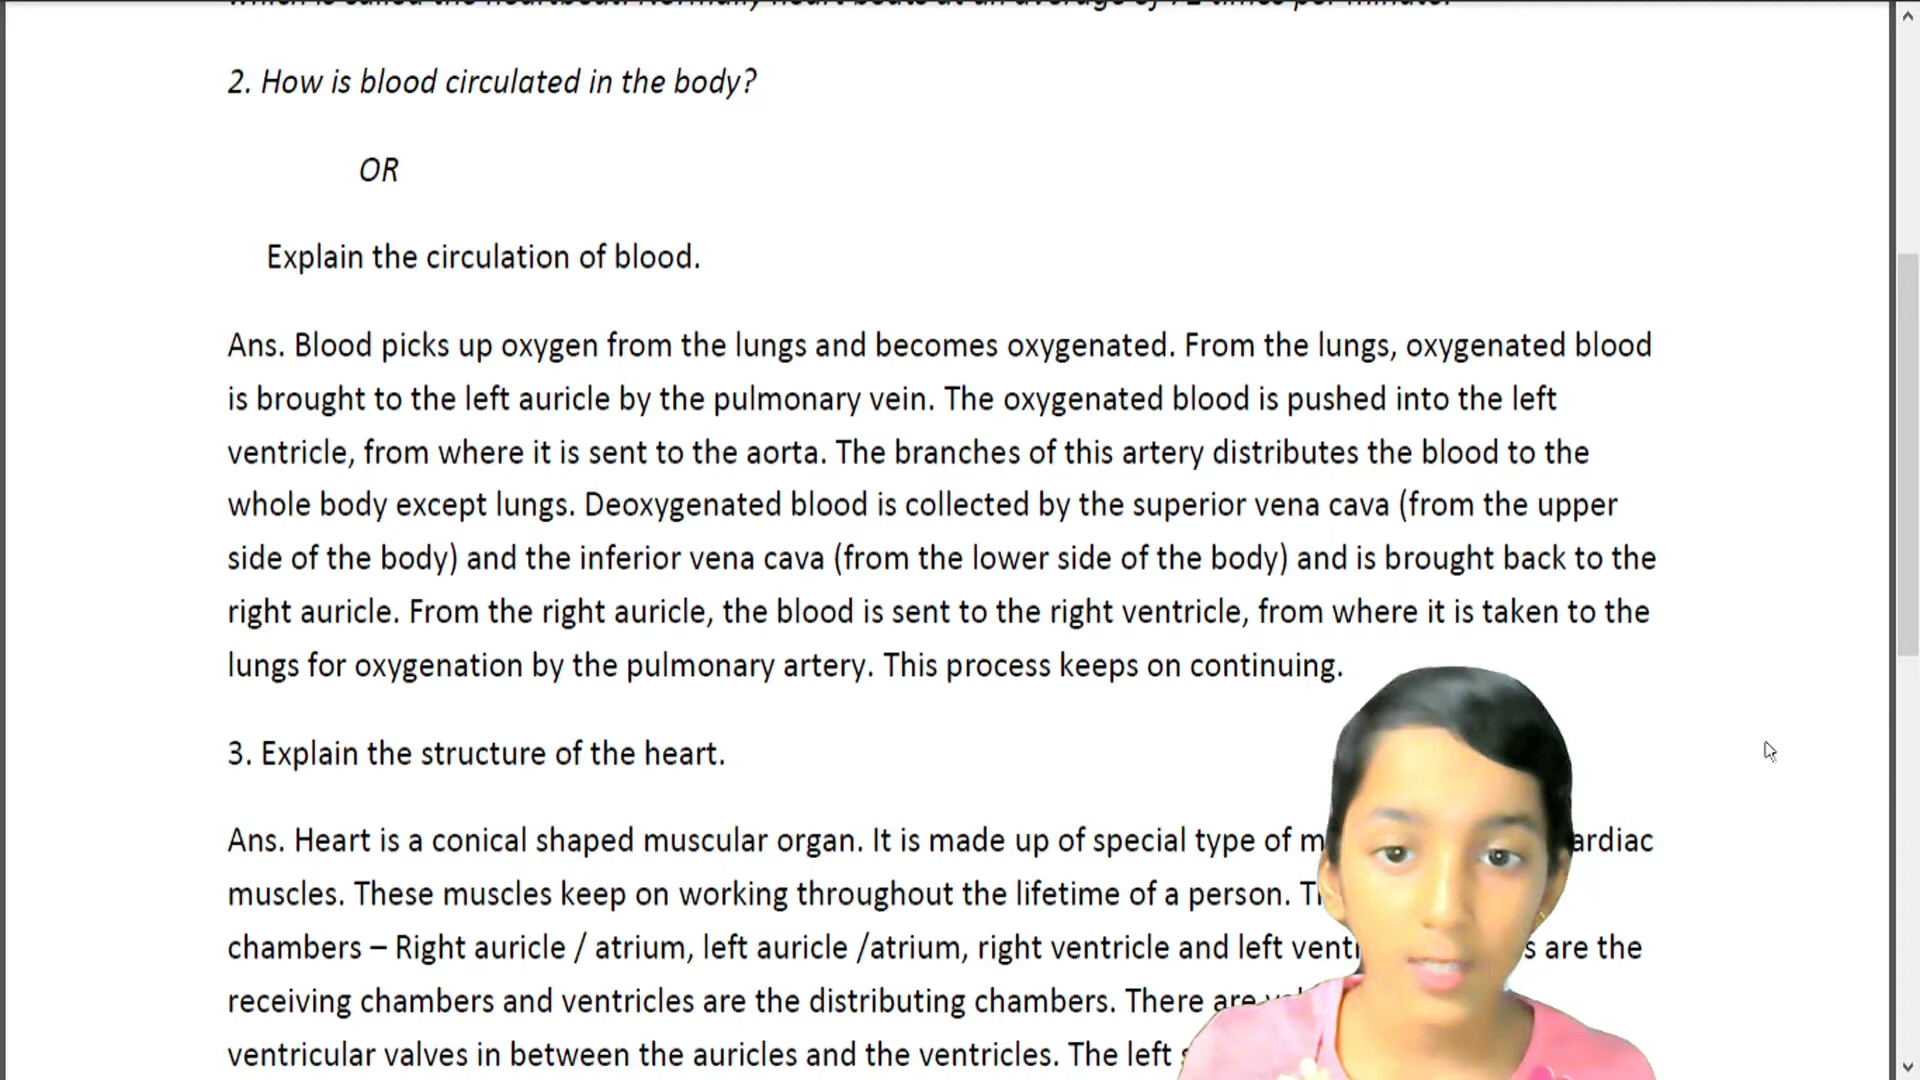 2. How is blood circulated in the body?
OR
Explain the circulation of blood.
Ans. Blood picks up oxygen from the lungs and becomes oxygenated. From the lungs, oxygenated blood
is brought to the left auricle by the pulmonary vein. The oxygenated blood is pushed into the left
ventricle, from where it is sent to the aorta. The branches of this artery distributes the blood to the
whole body except lungs. Deoxygenated blood is collected by the superior vena cava (from the upper
side of the body) and the inferior vena cava (from the lower side of the body) and is brought back to the
right auricle. From the right auricle, the blood is sent to the right ventricle, from where it is taken to the
lungs for oxygenation by the pulmonary artery. This process keeps on continuing.
3. Explain the structure of the heart.
Ans. Heart is a conical shaped muscular organ. It is made up of special type of
muscles. These muscles keep on working throughout the lifetime of a person.
chambers – Right auricle / atrium, left auricle /atrium, right ventricle and left are the
receiving chambers and ventricles are the distributing chambers. There are
ventricular valves in between the auricles and the ventricles. The left